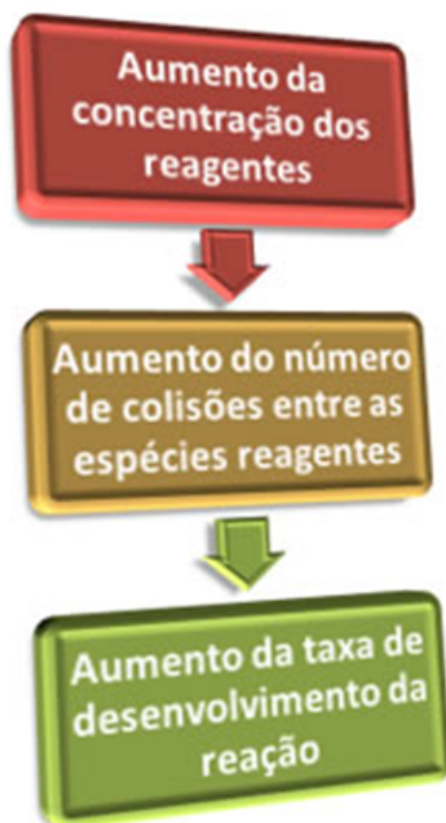 Aumento da
concentração dos
reagentes
Aumento do número
de colisões entre as
espécies reagentes
Aumento da taxa de
desenvolvimento da
reação